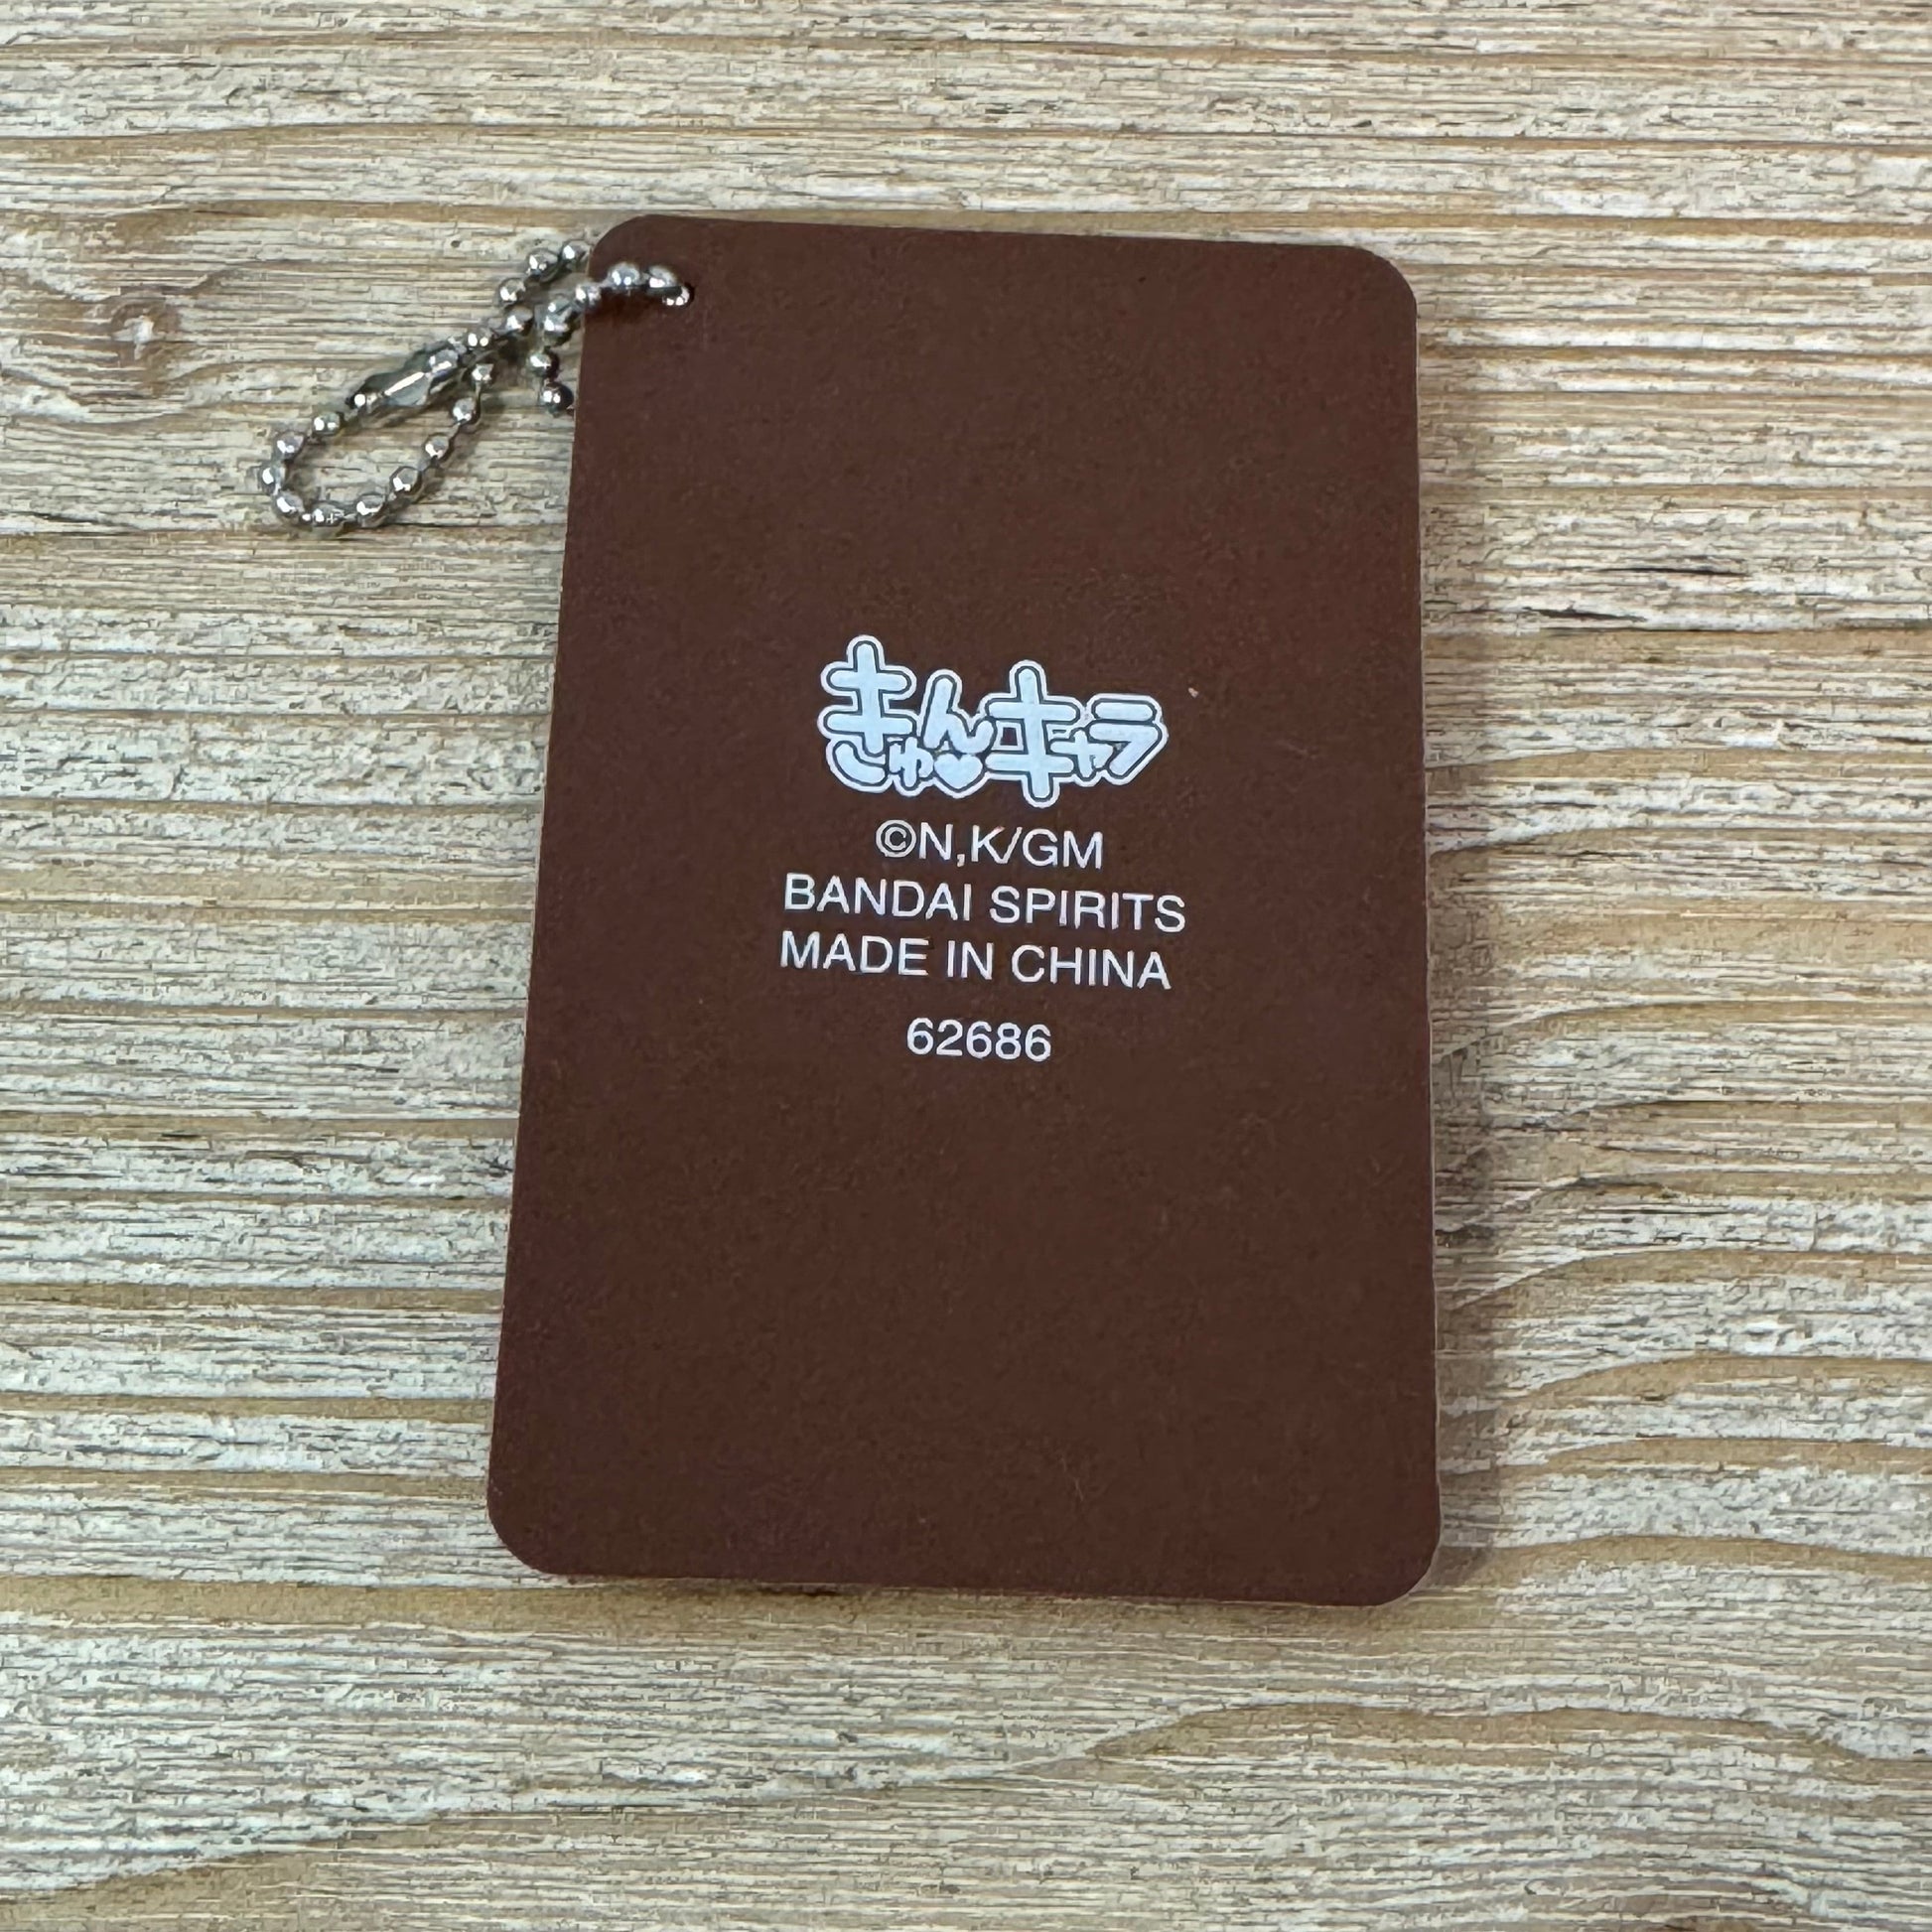 きゅんキャラ
©N,K/GM
BANDAI SPIRITS
MADE IN CHINA
62686